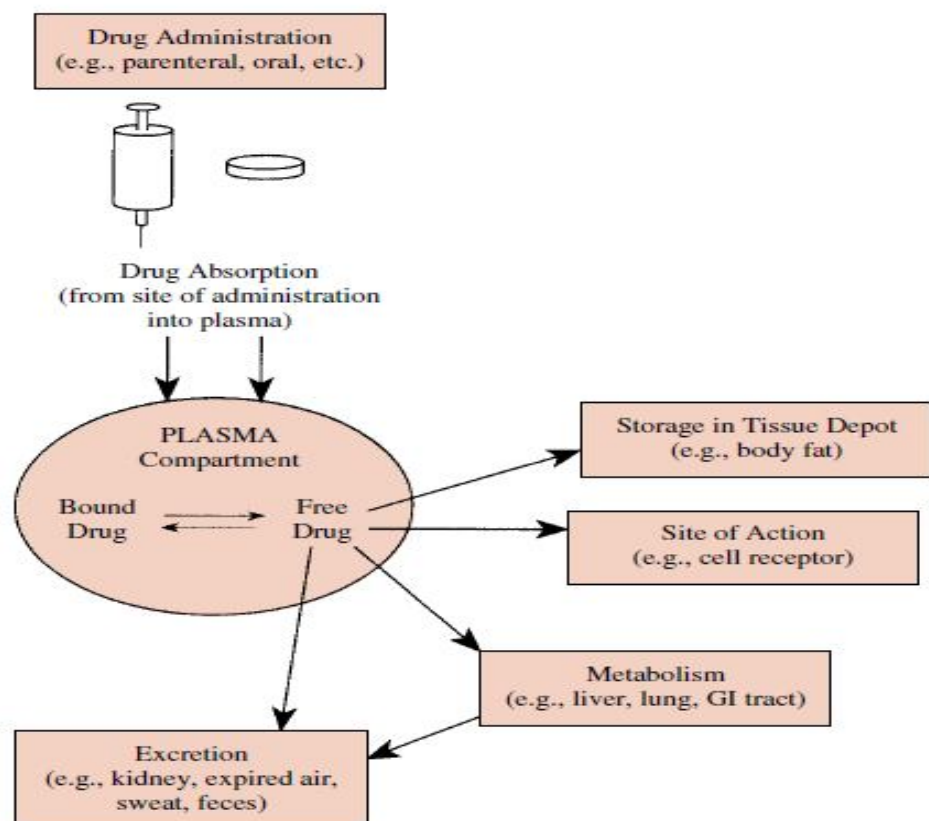 Drug Administration
(e.g., parenteral, oral, etc.)
Drug Absorption
(from site of administration
into plasma)
PLASMA
Compartment
Bound
Drug
Free
Drug
Storage in Tissue Depot
(e.g., body fat)
Site of Action
(e.g., cell receptor)
Metabolism
(e.g., liver, lung, GI tract)
Excretion
(e.g., kidney, expired air,
sweat, feces)